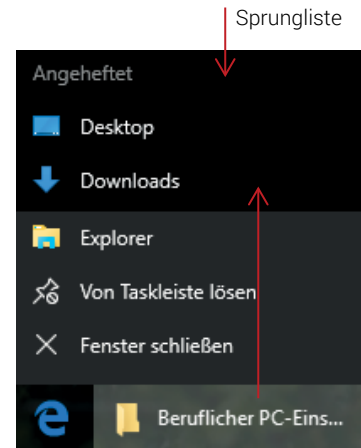 Sprungliste
Angeheftet
Desktop
Downloads
Explorer
Von Taskleiste lösen
Fenster schließen
Beruflicher PC-Eins...